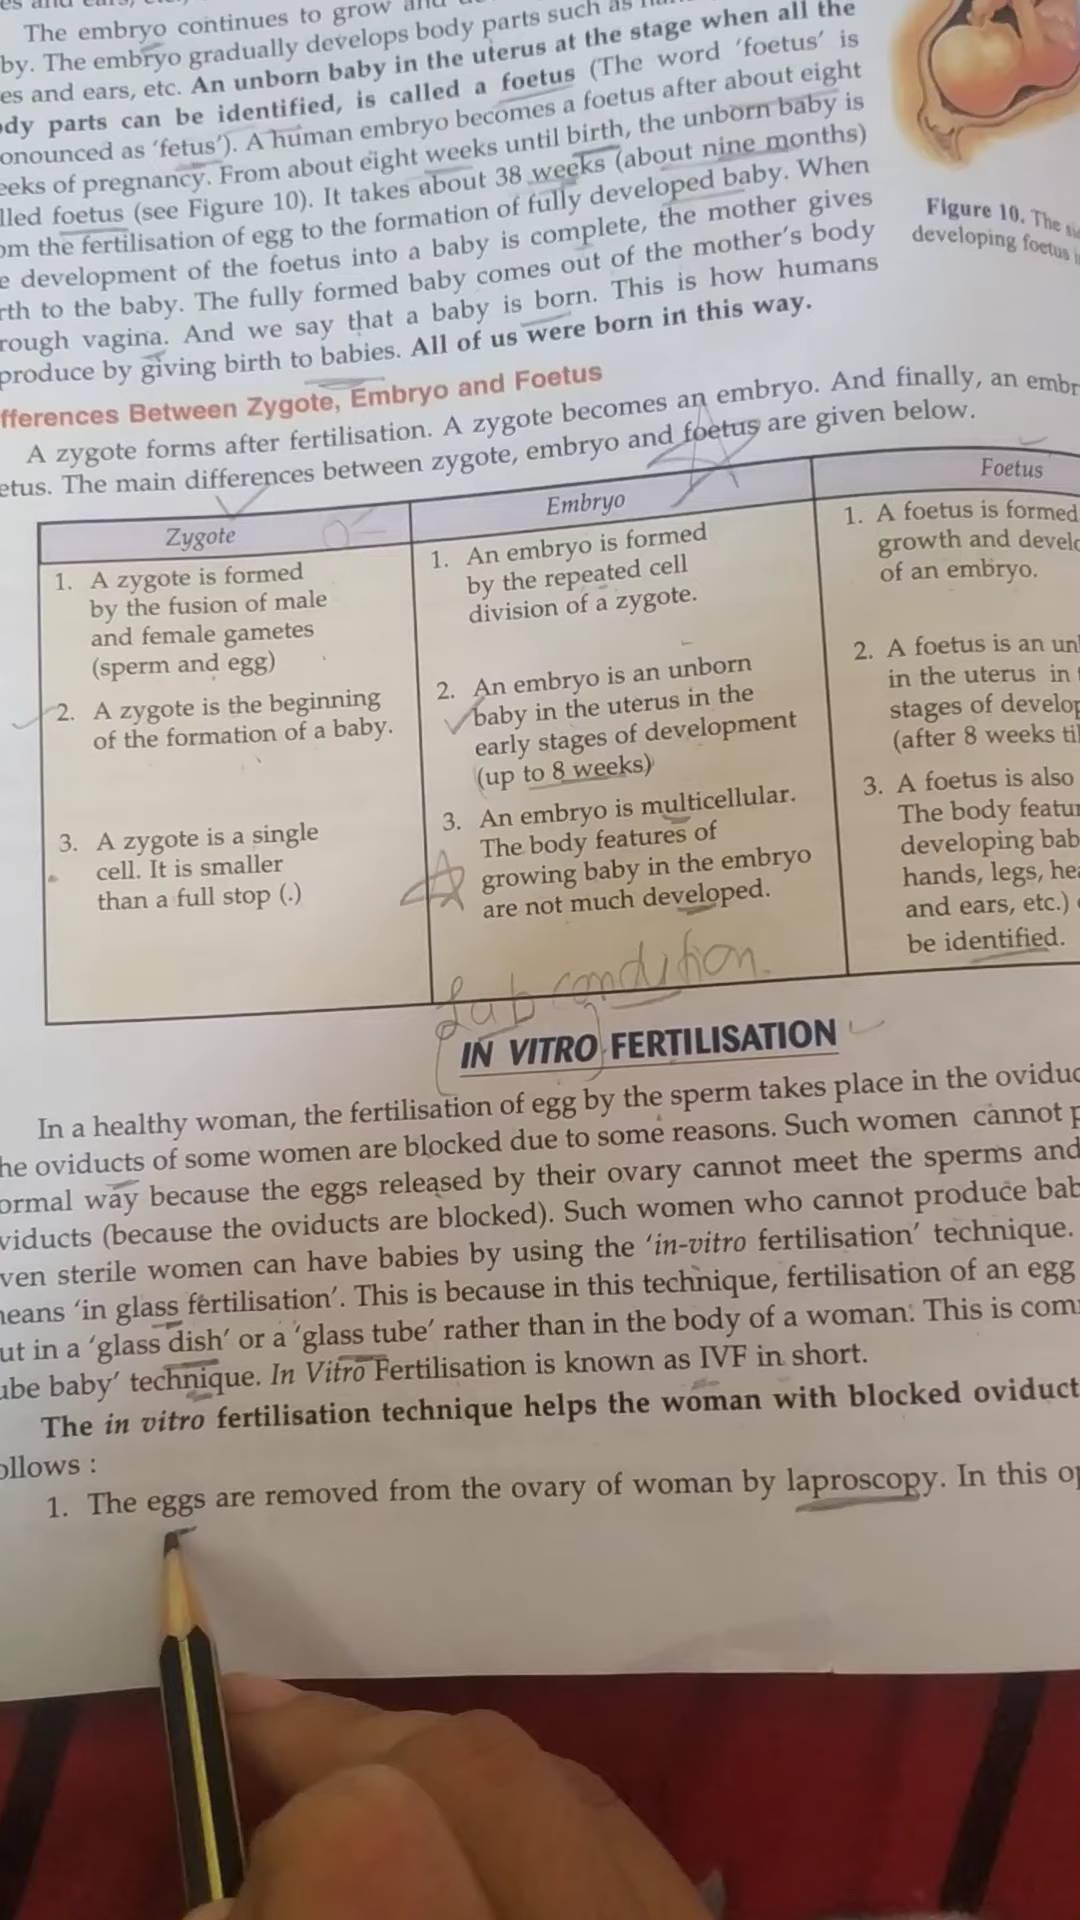 The embryo continues to grow and
by. The embryo gradually develops body parts such as
es and ears, etc. An unborn baby in the uterus at the stage when all the
dy parts can be identified, is called a foetus (The word 'foetus' is
onounced as 'fetus'). A human embryo becomes a foetus after about eight
eeks of pregnancy. From about eight weeks until birth, the unborn baby is
lled foetus (see Figure 10). It takes about 38 weeks (about nine months)
om the fertilisation of egg to the formation of fully developed baby. When
e development of the foetus into a baby is complete, the mother gives
rth to the baby. The fully formed baby comes out of the mother's body
rough vagina. And we say that a baby is born. This is how humans
produce by giving birth to babies. All of us were born in this way.
Figure 10. The
developing foetus
fferences Between Zygote, Embryo and Foetus
A zygote forms after fertilisation. A zygote becomes an embryo. And finally, an embr
etus. The main differences between zygote, embryo and foetus are given below.
Zygote
1. A zygote is formed
by the fusion of male
and female gametes
(sperm and egg)
2. A zygote is the beginning
of the formation of a baby.
3. A zygote is a single
cell. It is smaller
than a full stop (.)
Embryo
1. An embryo is formed
by the repeated cell
division of a zygote.
2. An embryo is an unborn
baby in the uterus in the
early stages of development
(up to 8 weeks)
3. An embryo is multicellular.
The body features of
growing baby in the embryo
are not much developed.
Foetus
1. A foetus is formed
growth and develo
of an embryo.
2. A foetus is an un
in the uterus in
stages of develop
(after 8 weeks til
3. A foetus is also
The body featur
developing bab
hands, legs, hea
and ears, etc.)
be identified.
Lab condition.
IN VITRO FERTILISATION
In a healthy woman, the fertilisation of egg by the sperm takes place in the oviduc
he oviducts of some women are blocked due to some reasons. Such women cannot p
ormal way because the eggs released by their ovary cannot meet the sperms and
viducts (because the oviducts are blocked). Such women who cannot produce bab
ven sterile women can have babies by using the 'in-vitro fertilisation' technique.
neans 'in glass fertilisation'. This is because in this technique, fertilisation of an egg
ut in a 'glass dish' or a 'glass tube' rather than in the body of a woman. This is com
ube baby' technique. In Vitro Fertilisation is known as IVF in short.
The in vitro fertilisation technique helps the woman with blocked oviduct
ollows :
1. The eggs are removed from the ovary of woman by laproscopy. In this op